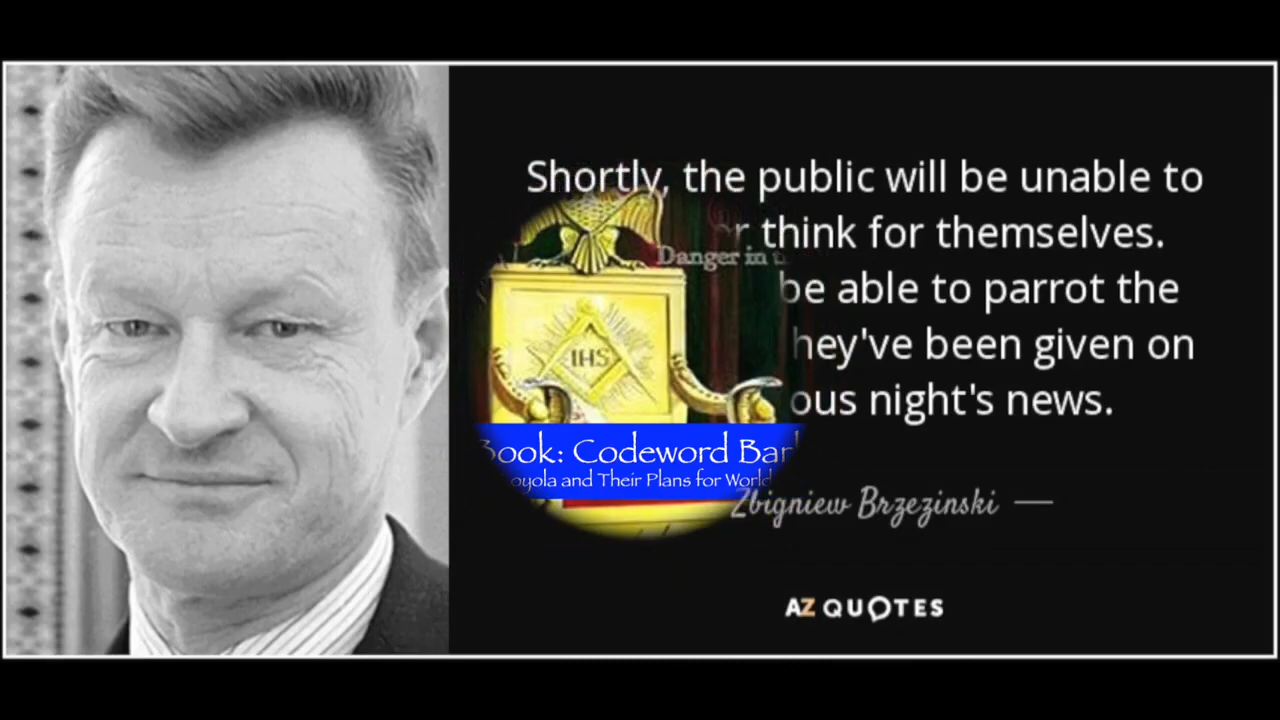 Shortly, the public will be unable to
r think for themselves.
Danger in
be able to parrot the
hey've been given on
IHS
ous night's news.
Book: Codeword Bar
oyola and Their Plans for World
Zbigniew Brzezinski
AZ QUOTES